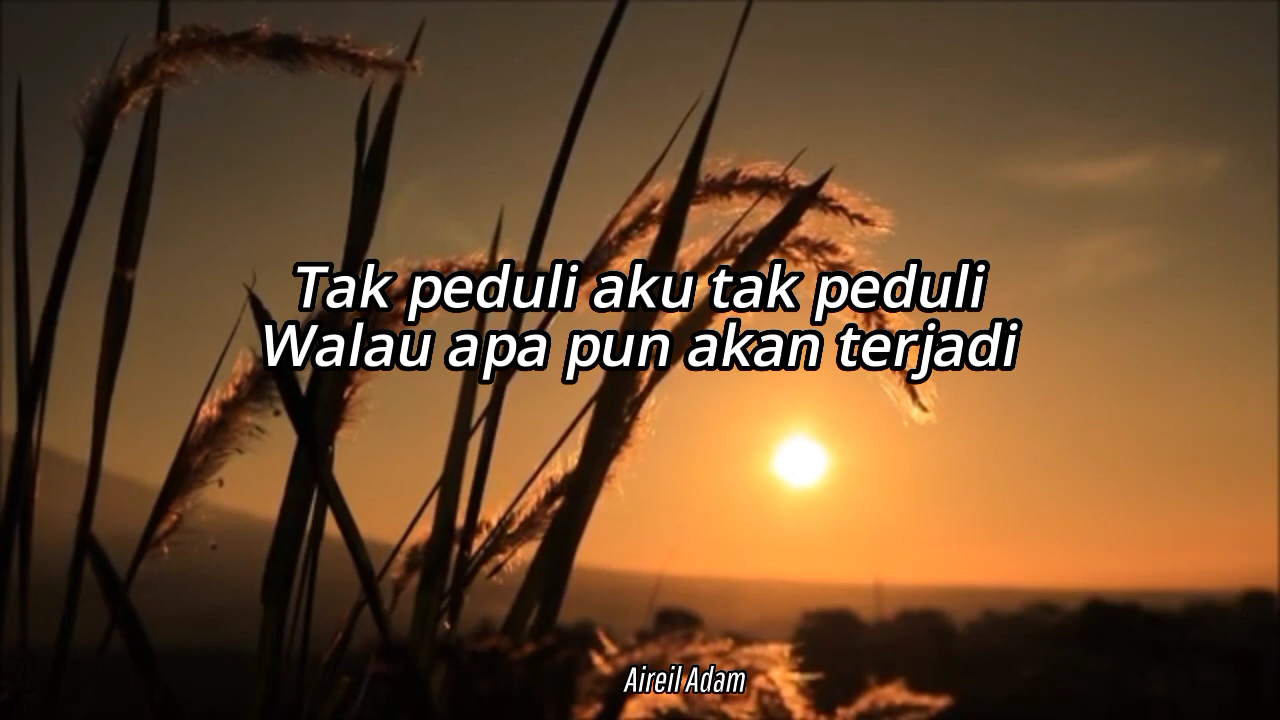 Tak peduli aku tak peduli
Walau apa pun akan terjadi
Aireil Adam